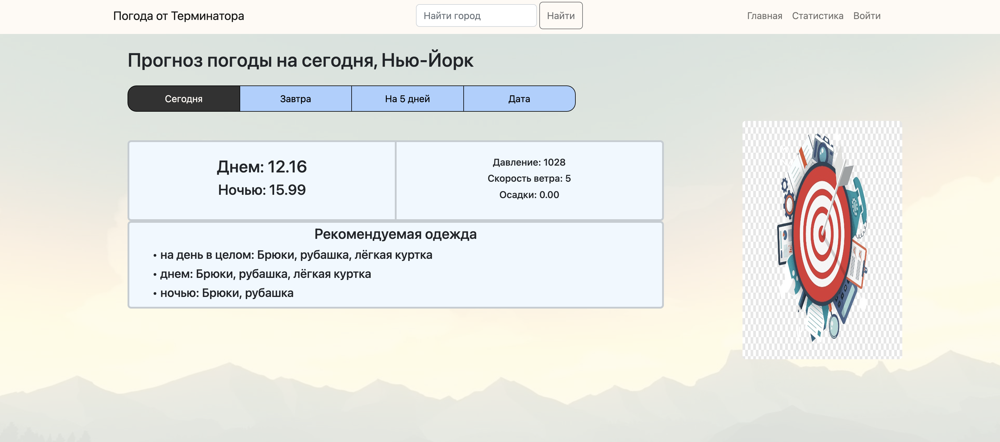 Погода от Терминатора
Найти город
Найти
Главная Статистика Войти
Прогноз погоды на сегодня, Нью-Йорк
Сегодня
Завтра
На 5 дней
Дата
Днем: 12.16
Ночью: 15.99
Давление: 1028
Скорость ветра: 5
Осадки: 0.00
Рекомендуемая одежда
• на день в целом: Брюки, рубашка, лёгкая куртка
• днем: Брюки, рубашка, лёгкая куртка
• ночью: Брюки, рубашка